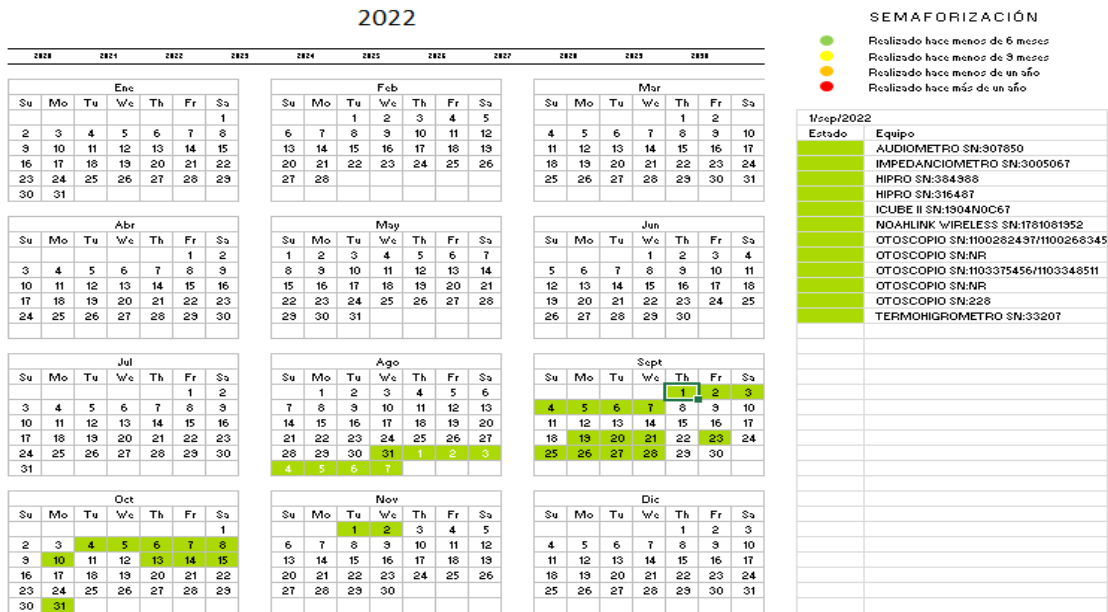 2022
2020 2021 2022 2023 2024 2025 2026 2027 2028 2029 2030
Ene
Su Mo Tu We Th Fr Sa
1
2 3 4 5 6 7 8
9 10 11 12 13 14 15
16 17 18 19 20 21 22
23 24 25 26 27 28 29
30 31
Feb
Su Mo Tu We Th Fr Sa
1 2 3 4 5
6 7 8 9 10 11 12
13 14 15 16 17 18 19
20 21 22 23 24 25 26
27 28
Mar
Su Mo Tu We Th Fr Sa
1 2
4 5 6 7 8 9 10
11 12 13 14 15 16 17
18 19 20 21 22 23 24
25 26 27 28 29 30 31
Abr
Su Mo Tu We Th Fr Sa
1 2
3 4 5 6 7 8 9
10 11 12 13 14 15 16
17 18 19 20 21 22 23
24 25 26 27 28 29 30
May
Su Mo Tu We Th Fr Sa
1 2 3 4 5 6 7
8 9 10 11 12 13 14
15 16 17 18 19 20 21
22 23 24 25 26 27 28
29 30 31
Jun
Su Mo Tu We Th Fr Sa
1 2 3 4
5 6 7 8 9 10 11
12 13 14 15 16 17 18
19 20 21 22 23 24 25
26 27 28 29 30
Jul
Su Mo Tu We Th Fr Sa
1 2
3 4 5 6 7 8 9
10 11 12 13 14 15 16
17 18 19 20 21 22 23
24 25 26 27 28 29 30
31
Ago
Su Mo Tu We Th Fr Sa
1 2 3 4 5 6
7 8 9 10 11 12 13
14 15 16 17 18 19 20
21 22 23 24 25 26 27
28 29 30 31 1 2 3
4 5 6 7
Sept
Su Mo Tu We Th Fr Sa
1 2 3
4 5 6 7 8 9 10
11 12 13 14 15 16 17
18 19 20 21 22 23 24
25 26 27 28 29 30
Oct
Su Mo Tu We Th Fr Sa
1
2 3 4 5 6 7 8
9 10 11 12 13 14 15
16 17 18 19 20 21 22
23 24 25 26 27 28 29
30 31
Nov
Su Mo Tu We Th Fr Sa
1 2 3 4 5
6 7 8 9 10 11 12
13 14 15 16 17 18 19
20 21 22 23 24 25 26
27 28 29 30
Dic
Su Mo Tu We Th Fr Sa
1 2 3
4 5 6 7 8 9 10
11 12 13 14 15 16 17
18 19 20 21 22 23 24
25 26 27 28 29 30 31
SEMAFORIZACIÓN
Realizado hace menos de 6 meses
Realizado hace menos de 9 meses
Realizado hace menos de un año
Realizado hace más de un año
1/sep/2022
Estado Equipo
AUDIOMETRO SN:907850
IMPEDANCIOMETRO SN:3005067
HIPRO SN:384988
HIPRO SN:316487
ICUBE II SN:1904N0C67
NOAHLINK WIRELESS SN:1781081952
OTOSCOPIO SN:1100282497/1100268345
OTOSCOPIO SN:NR
OTOSCOPIO SN:1103375456/1103348511
OTOSCOPIO SN:NR
OTOSCOPIO SN:228
TERMOHIGROMETRO SN:33207